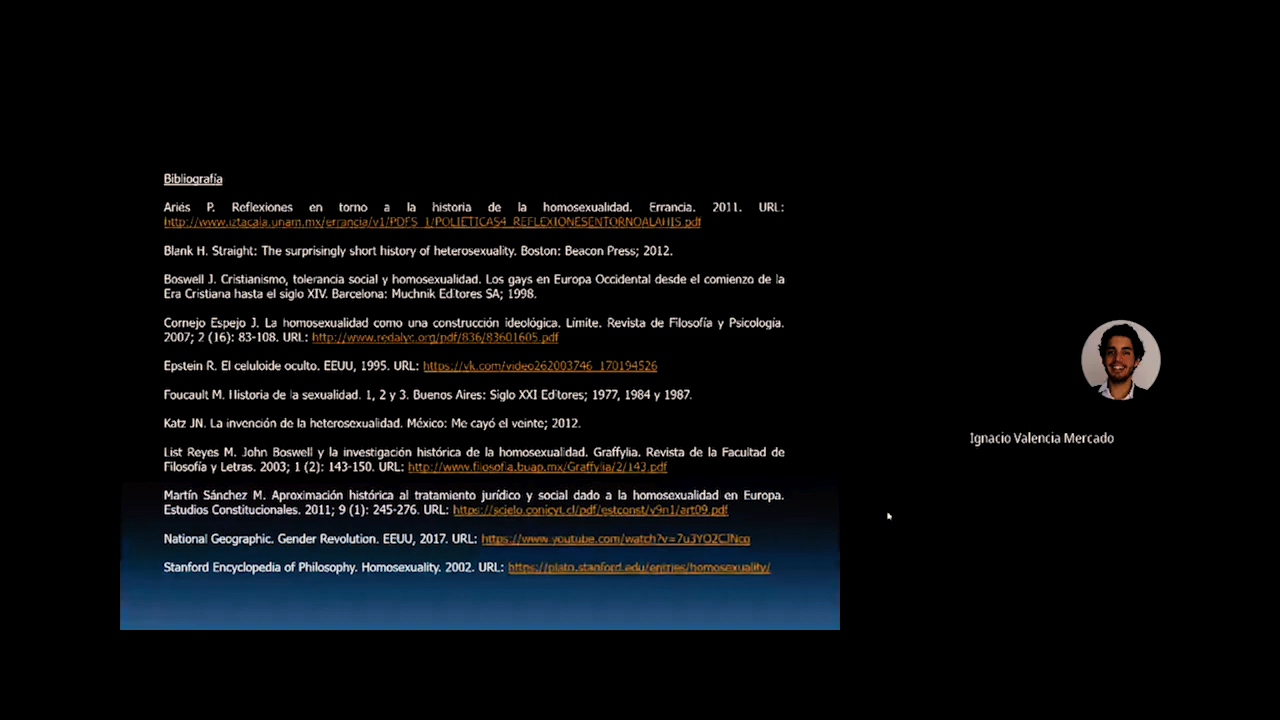 Bibliografía
Ariés P. Reflexiones en torno a la historia de la homosexualidad. Errancia. 2011. URL:
http://www.iztacala.unam.mx/errancia/v1/PDFS_1/POLIETICAS4_REFLEXIONESENTORNOALAHIS.pdf
Blank H. Straight: The surprisingly short history of heterosexuality. Boston: Beacon Press; 2012.
Boswell J. Cristianismo, tolerancia social y homosexualidad. Los gays en Europa Occidental desde el comienzo de la
Era Cristiana hasta el siglo XIV. Barcelona: Muchnik Editores SA; 1998.
Cornejo Espejo J. La homosexualidad como una construcción ideológica. Límite. Revista de Filosofía y Psicología.
2007; 2 (16): 83-108. URL: http://www.redalyc.org/pdf/836/83601605.pdf
Epstein R. El celuloide oculto. EEUU, 1995. URL: https://vk.com/video262003746_170194526
Foucault M. Historia de la sexualidad. 1, 2 y 3. Buenos Aires: Siglo XXI Editores; 1977, 1984 y 1987.
Katz JN. La invención de la heterosexualidad. México: Me cayó el veinte; 2012.
List Reyes M. John Boswell y la investigación histórica de la homosexualidad. Graffylia. Revista de la Facultad de
Filosofía y Letras. 2003; 1 (2): 143-150. URL: http://www.filosofia.buap.mx/Graffylia/2/143.pdf
Martín Sánchez M. Aproximación histórica al tratamiento jurídico y social dado a la homosexualidad en Europa.
Estudios Constitucionales. 2011; 9 (1): 245-276. URL: https://scielo.conicyt.cl/pdf/estconst/v9n1/art09.pdf
National Geographic. Gender Revolution. EEUU, 2017. URL:
Stanford Encyclopedia of Philosophy. Homosexuality. 2002. URL: https://plato.stanford.edu/entries/homosexuality/
Ignacio Valencia Mercado